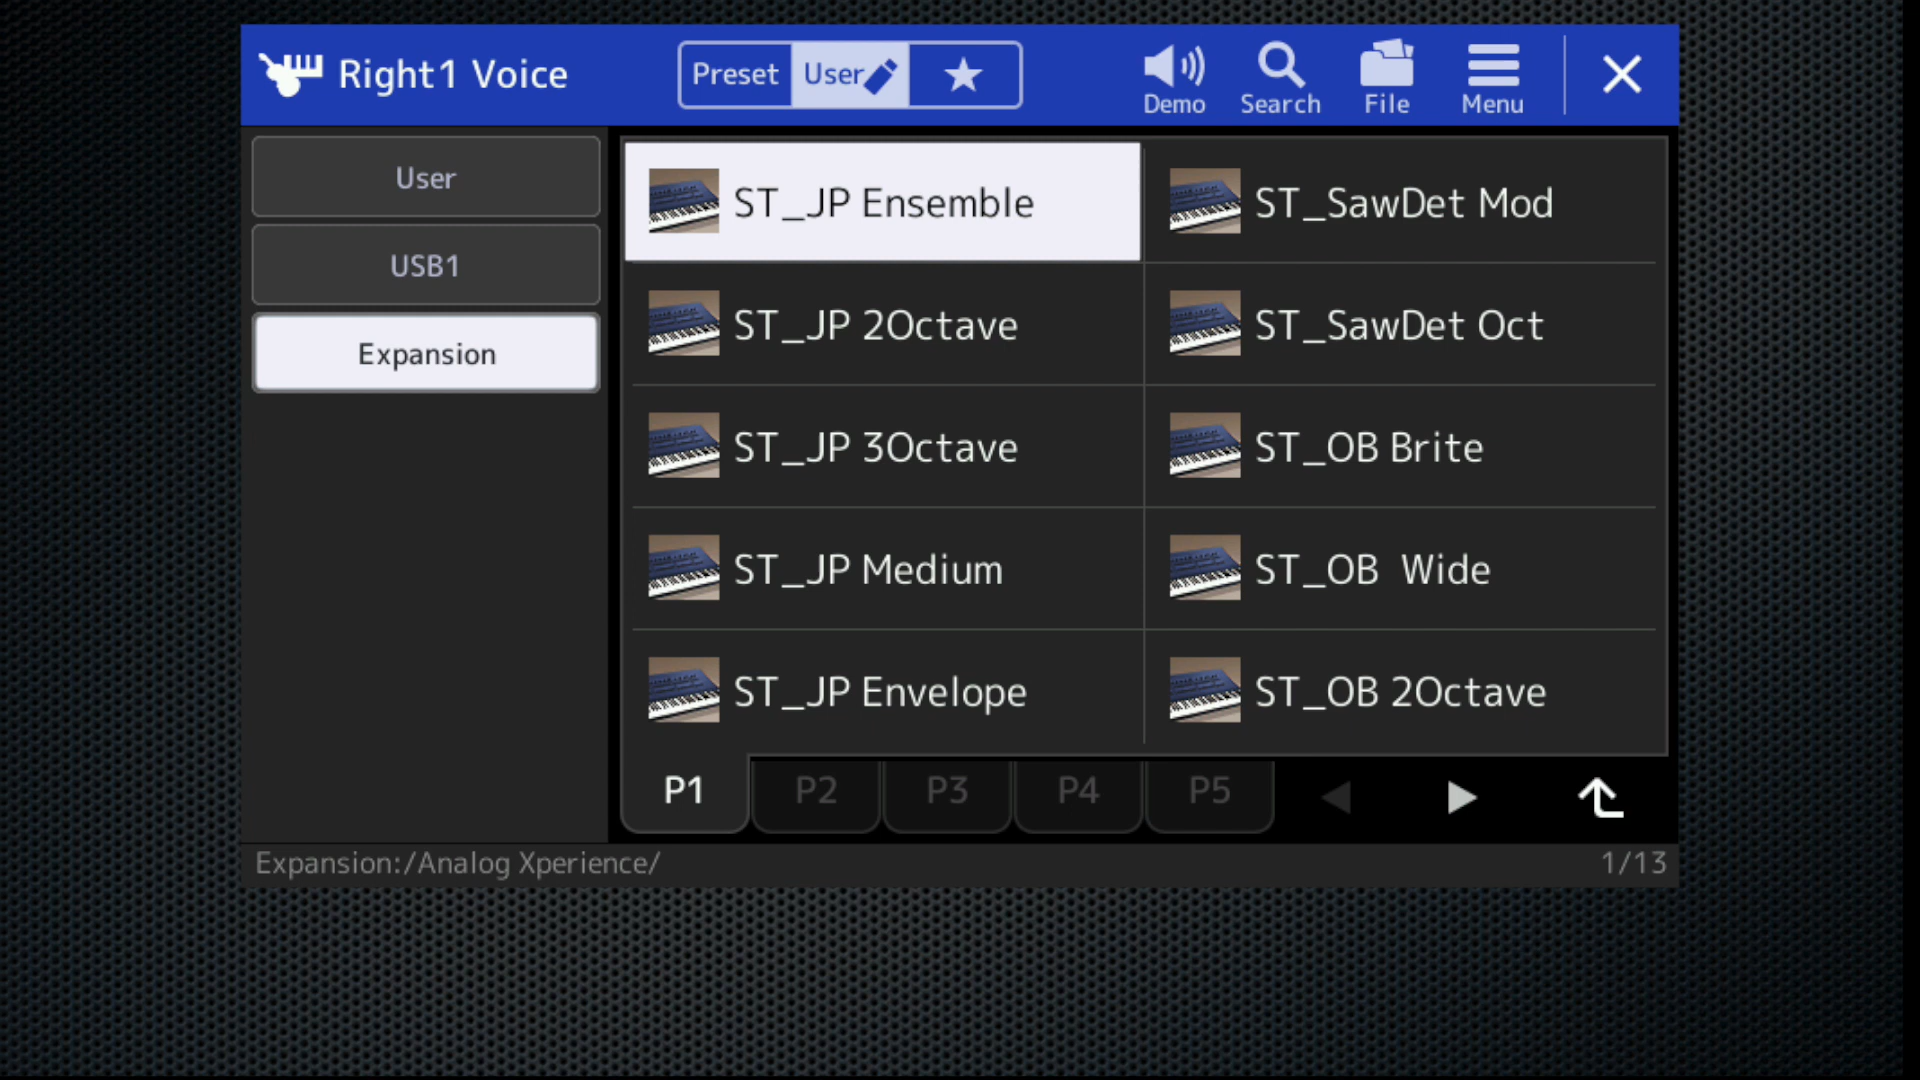 Right1 Voice
Preset
User
Demo
Search
File
Menu
User
USB1
Expansion
ST_JP Ensemble
ST_SawDet Mod
ST_JP 2Octave
ST_SawDet Oct
ST_JP 3Octave
ST_OB Brite
ST_JP Medium
ST_OB  Wide
ST_JP Envelope
ST_OB 2Octave
P1
P2
P3
P4
P5
Expansion:/Analog Xperience/
1/13